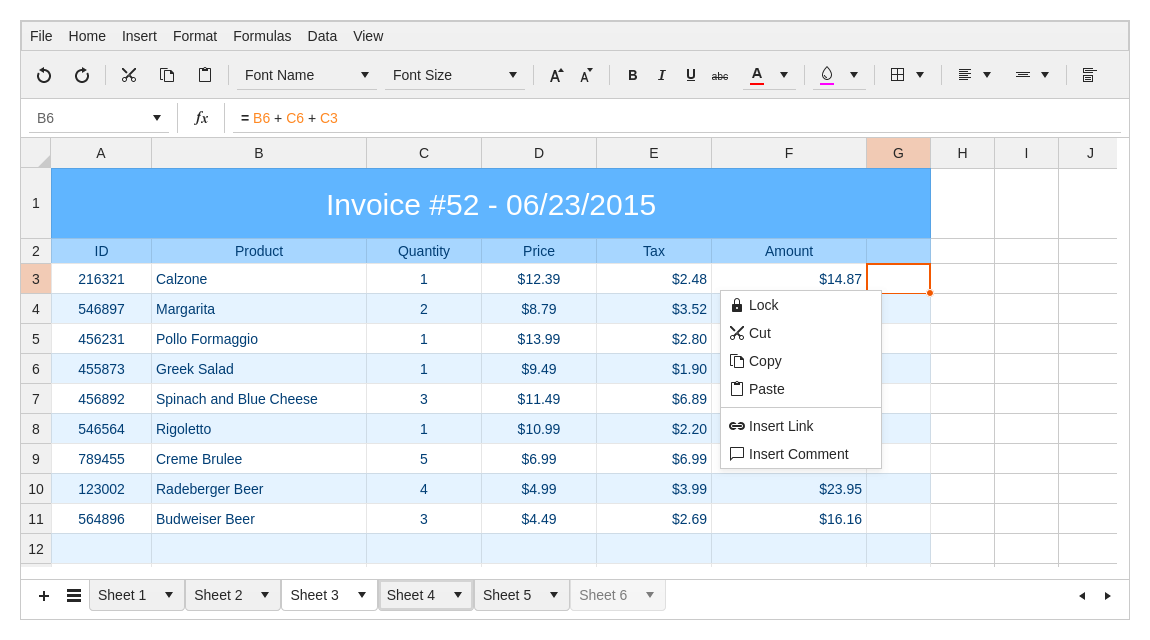 File Home Insert Format Formulas Data View
Font Name Font Size B I U abc A
B6 fx = B6 + C6 + C3
A B C D E F G H I J
1 Invoice #52 - 06/23/2015
2 ID Product Quantity Price Tax Amount
3 216321 Calzone 1 $12.39 $2.48 $14.87
4 546897 Margarita 2 $8.79 $3.52
Lock
5 456231 Pollo Formaggio 1 $13.99 $2.80
Cut
6 455873 Greek Salad 1 $9.49 $1.90
Copy
7 456892 Spinach and Blue Cheese 3 $11.49 $6.89
Paste
8 546564 Rigoletto 1 $10.99 $2.20
Insert Link
9 789455 Creme Brulee 5 $6.99 $6.99
Insert Comment
10 123002 Radeberger Beer 4 $4.99 $3.99 $23.95
11 564896 Budweiser Beer 3 $4.49 $2.69 $16.16
12
Sheet 1 Sheet 2 Sheet 3 Sheet 4 Sheet 5 Sheet 6